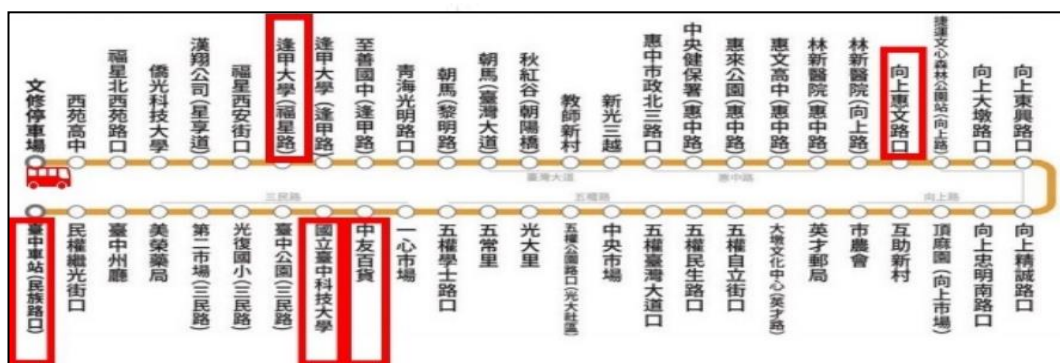 文修停車場
西苑高中
福星北西苑路口
僑光科技大學
漢翔公司(星享道)
福星西安街口
逢甲大學(福星路)
逢甲大學(逢甲路)
至善國中(逢甲路)
青海光明路口
朝馬(黎明路)
朝馬(臺灣大道)
秋紅谷(朝陽橋)
教師新村
新光三越
惠中市政北三路口
中央健保署(惠中路)
惠來公園(惠中路)
惠文高中(惠中路)
林新醫院(惠中路)
林新醫院(向上路)
向上惠文路口
捷運文心森林公園站(向上路)
向上大墩路口
向上東興路口
臺灣大道
惠中路
三民路
五權路
向上路
臺中車站(民族路口)
民權繼光街口
臺中州廳
美榮藥局
第二市場(三民路)
光復國小(三民路)
臺中公園(三民路)
國立臺中科技大學
中友百貨
一心市場
五權學士路口
五常里
光大里
五權公園路口(光大社區)
中央市場
五權臺灣大道口
五權民生路口
五權自立街口
大墩文化中心(英才路)
英才郵局
市農會
互助新村
頂麻園(向上市場)
向上忠明南路口
向上精誠路口